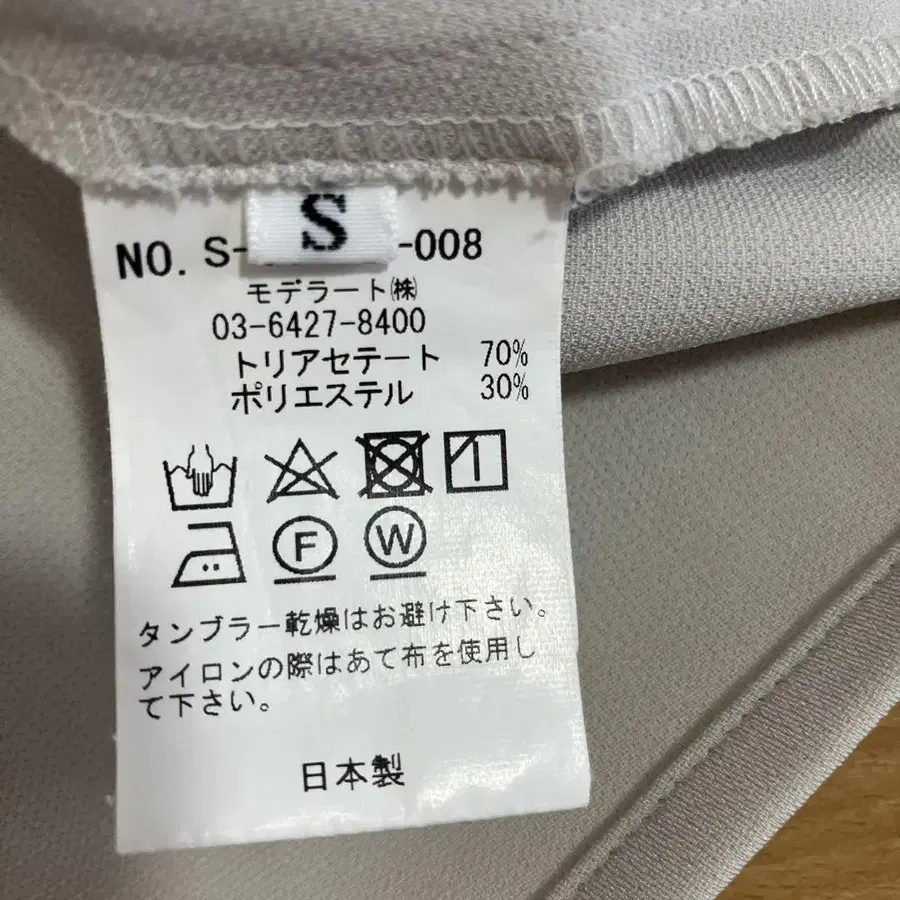 S
NO. S- -008
モデラート㈱
03-6427-8400
トリアセテート 70%
ポリエステル 30%
F W
タンブラー乾燥はお避け下さい。
アイロンの際はあて布を使用し
て下さい。
日本製